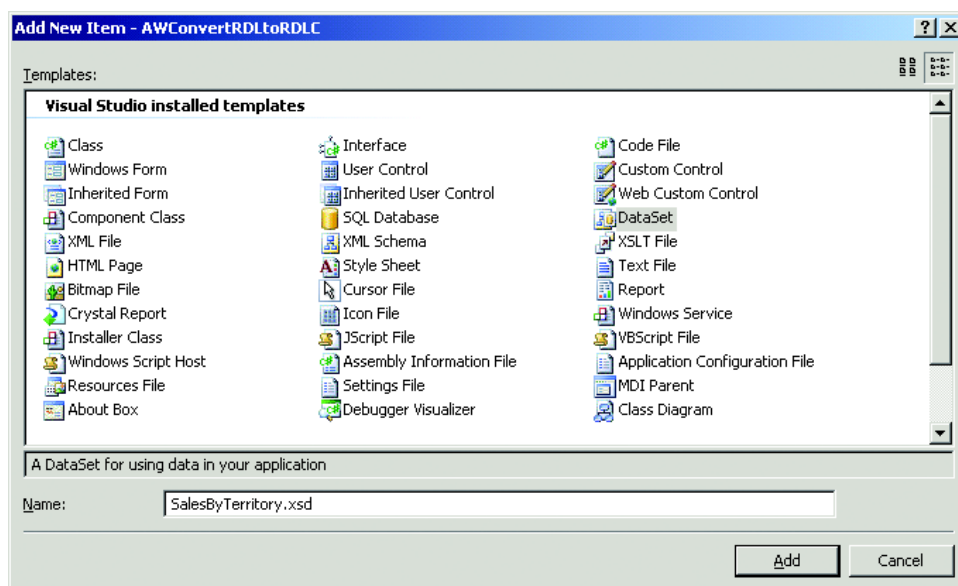 Add New Item - AWConvertRDLtoRDLC
Templates:
Visual Studio installed templates
Class
Interface
Code File
Windows Form
User Control
Custom Control
Inherited Form
Inherited User Control
Web Custom Control
Component Class
SQL Database
DataSet
XML File
XML Schema
XSLT File
HTML Page
Style Sheet
Text File
Bitmap File
Cursor File
Report
Crystal Report
Icon File
Windows Service
Installer Class
JScript File
VBScript File
Windows Script Host
Assembly Information File
Application Configuration File
Resources File
Settings File
MDI Parent
About Box
Debugger Visualizer
Class Diagram
A DataSet for using data in your application
Name:
SalesByTerritory.xsd
Add
Cancel